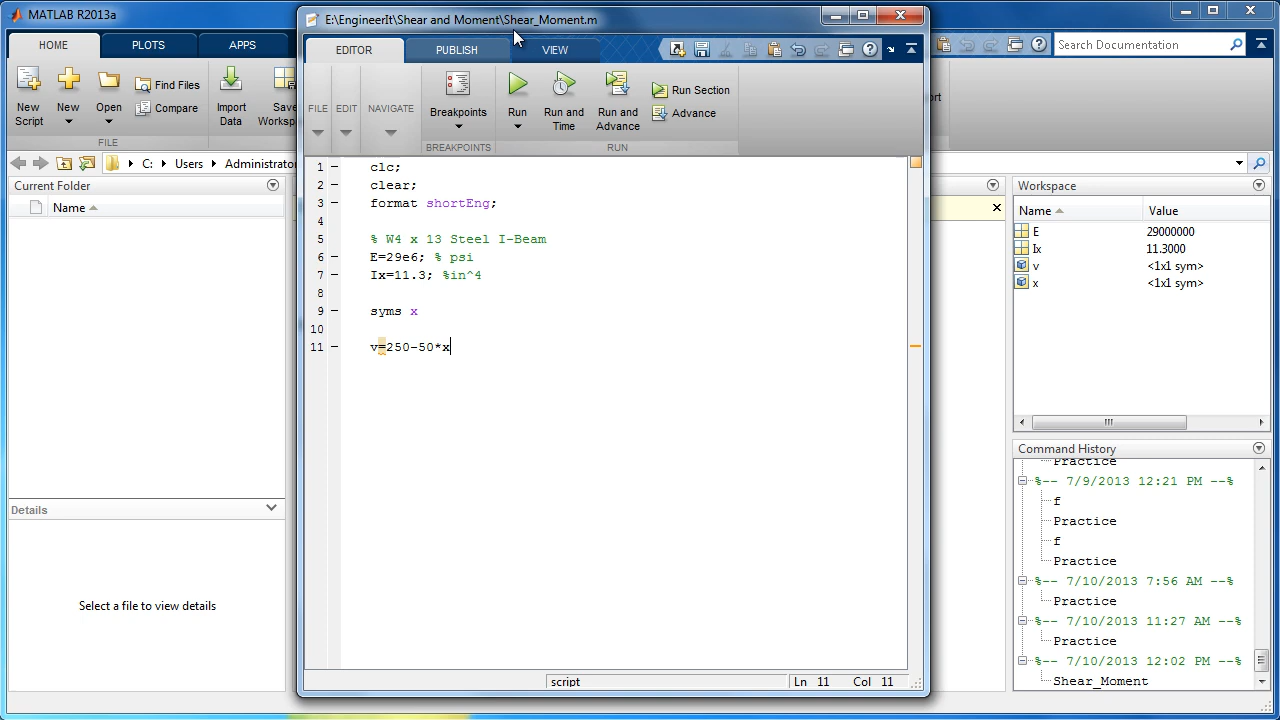 MATLAB R2013a
E:\EngineerIt\Shear and Moment\Shear_Moment.m
HOME
PLOTS
APPS
EDITOR
PUBLISH
VIEW
Search Documentation
New Script
New
Open
Find Files
Compare
Import Data
Save
Worksp
FILE
FILE
EDIT
NAVIGATE
Breakpoints
BREAKPOINTS
Run
Run and Time
Run and Advance
Run Section
Advance
RUN
C:
Users
Administrator
Current Folder
Name
Details
Select a file to view details
1 clc;
2 clear;
3 format shortEng;
4
5 % W4 x 13 Steel I-Beam
6 E=29e6; % psi
7 Ix=11.3; %in^4
8
9 syms x
10
11 v=250-50*x
script
Ln 11 Col 11
Workspace
Name Value
E 29000000
Ix 11.3000
v <1x1 sym>
x <1x1 sym>
Command History
Practice
%-- 7/9/2013 12:21 PM --%
f
Practice
f
Practice
%-- 7/10/2013 7:56 AM --%
Practice
%-- 7/10/2013 11:27 AM --%
Practice
%-- 7/10/2013 12:02 PM --%
Shear_Moment